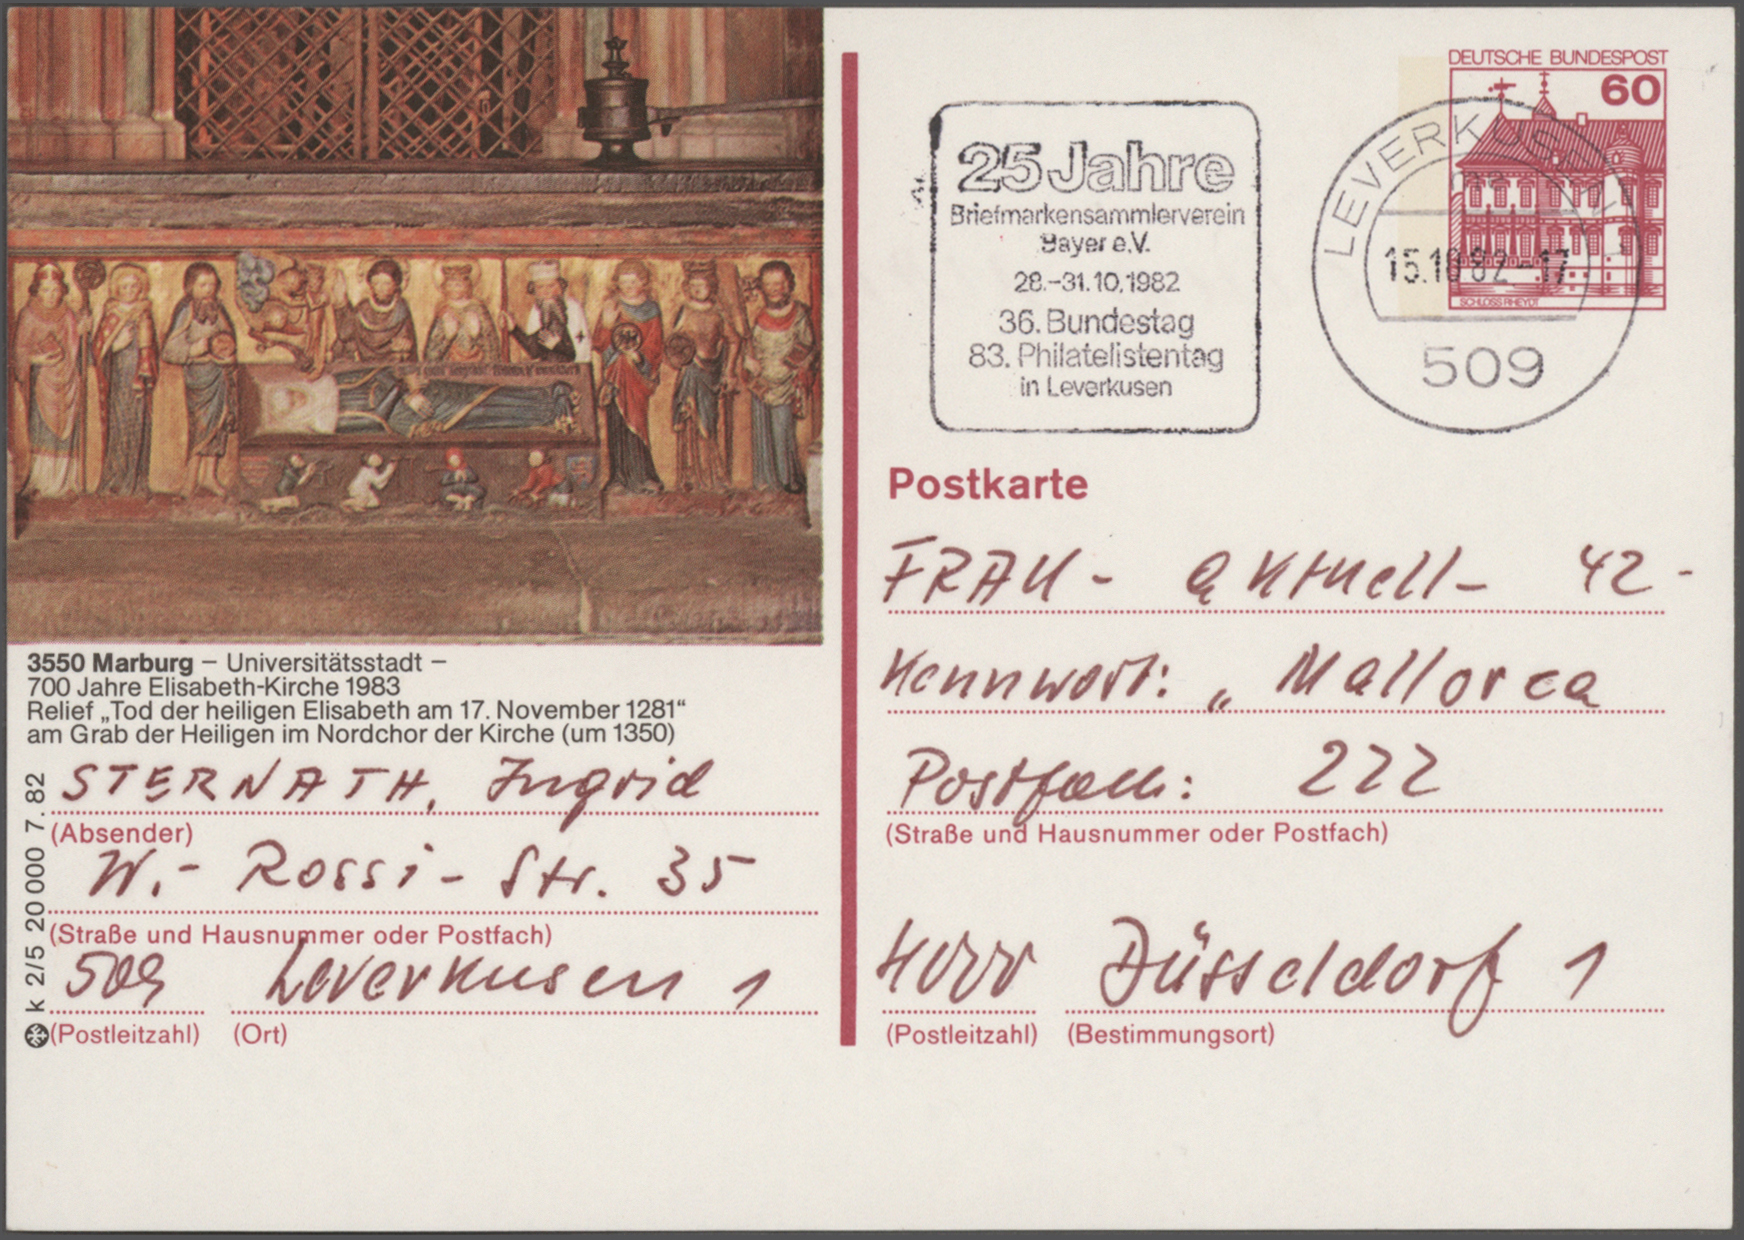 DEUTSCHE BUNDESPOST
60
SCHLOSS RHEYDT
LEVERKUSEN 1
15.10.82-17
509
25 Jahre
Briefmarkensammlerverein
Bayer e.V.
28.-31.10.1982
36. Bundestag
83. Philatelistentag
in Leverkusen
Postkarte
FRAU - aktuell - 42 -
Kennwort: „Mallorca
Postfach: 222
(Straße und Hausnummer oder Postfach)
4000 Düsseldorf 1
(Postleitzahl) (Bestimmungsort)
3550 Marburg – Universitätsstadt –
700 Jahre Elisabeth-Kirche 1983
Relief „Tod der heiligen Elisabeth am 17. November 1281“
am Grab der Heiligen im Nordchor der Kirche (um 1350)
STERNATH, Ingrid
(Absender)
W.- Rossi - Str. 35
(Straße und Hausnummer oder Postfach)
509 Leverkusen 1
(Postleitzahl) (Ort)
k 2/5 20 000 7.82